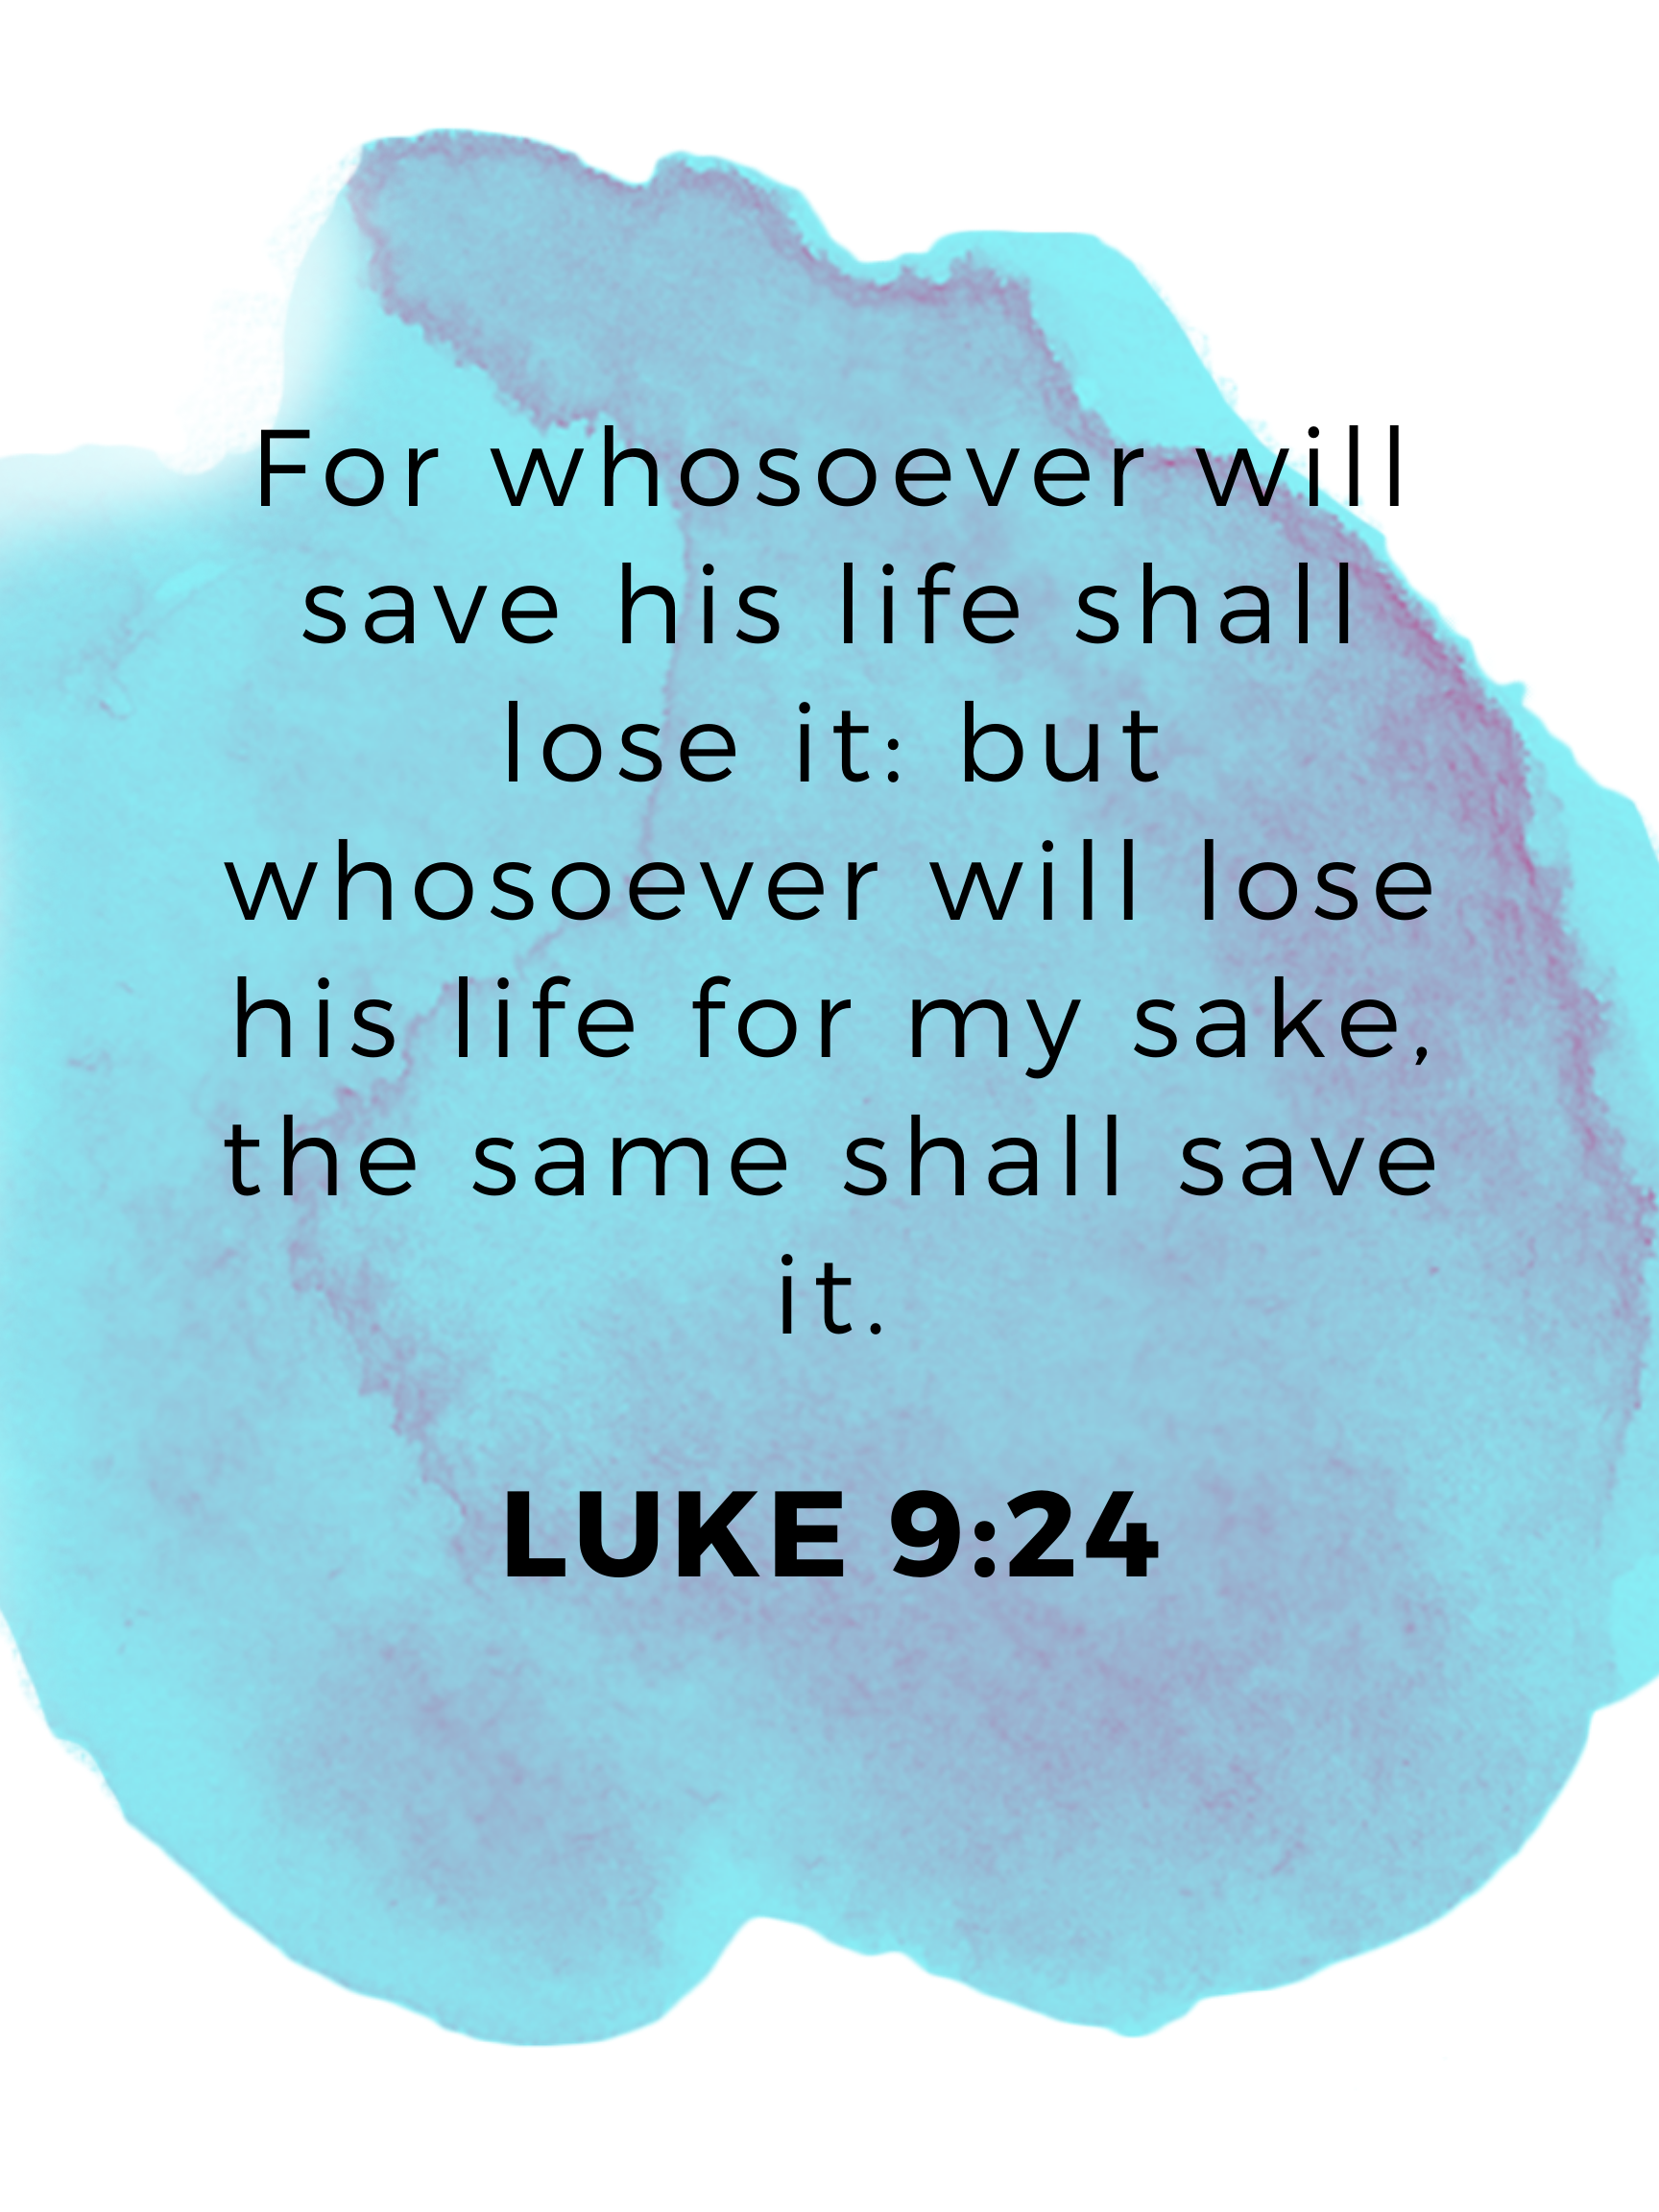 For whosoever will
save his life shall
lose it: but
whosoever will lose
his life for my sake,
the same shall save
it.
LUKE 9:24